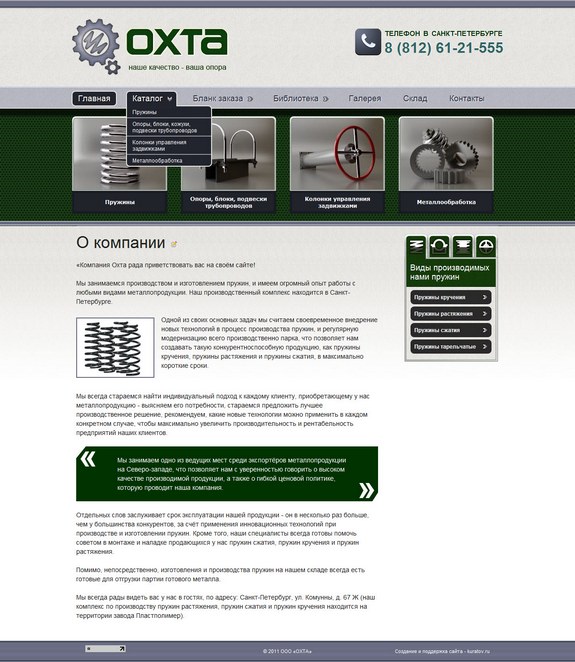 ОХТА
наше качество - ваша опора
ТЕЛЕФОН В САНКТ-ПЕТЕРБУРГЕ
8 (812) 61-21-555
Главная
Каталог
Бланк заказа
Библиотека
Галерея
Склад
Контакты
Пружины
Опоры, блоки, кожухи,
подвески трубопроводов
Колонки управления
задвижками
Металлообработка
Пружины
Опоры, блоки, подвески
трубопроводов
Колонки управления
задвижками
Металлообработка
О компании
«Компания Охта рада приветствовать вас на своём сайте!
Мы занимаемся производством и изготовлением пружин, и имеем огромный опыт работы с
любыми видами металлопродукции. Наш производственный комплекс находится в Санкт-
Петербурге.
Одной из своих основных задач мы считаем своевременное внедрение
новых технологий в процесс производства пружин, и регулярную
модернизацию всего производственно парка, что позволяет нам
создавать такую конкурентноспособную продукцию, как пружины
кручения, пружины растяжения и пружины сжатия, в максимально
короткие сроки.
Мы всегда стараемся найти индивидуальный подход к каждому клиенту, приобретающему у нас
металлопродукцию - выясняем его потребности, стараемся предложить лучшее
производственное решение, рекомендуем, какие новые технологии можно применить в каждом
конкретном случае, чтобы максимально увеличить производительность и рентабельность
предприятий наших клиентов.
Мы занимаем одно из ведущих мест среди экспортёров металлопродукции
на Северо-западе, что позволяет нам с уверенностью говорить о высоком
качестве производимой продукции, а также о гибкой ценовой политике,
которую проводит наша компания.
Отдельных слов заслуживает срок эксплуатации нашей продукции - он в несколько раз больше,
чем у большинства конкурентов, за счёт применения инновационных технологий при
производстве и изготовлении пружин. Кроме того, наши специалисты всегда готовы помочь
советом в монтаже и наладке продающихся у нас пружин сжатия, пружин кручения и пружин
растяжения.
Помимо, непосредственно, изготовления и производства пружин на нашем складе всегда есть
готовые для отгрузки партии готового металла.
Мы всегда рады видеть вас у нас в гостях, по адресу: Санкт-Петербург, ул. Комунны, д. 67 Ж (наш
комплекс по производству пружин растяжения, пружин сжатия и пружин кручения находится на
территории завода Пластполимер).
Виды производимых
нами пружин
Пружины кручения
Пружины растяжения
Пружины сжатия
Пружины тарельчатые
© 2011 ООО «ОХТА»
Создание и поддержка сайта - kuratov.ru